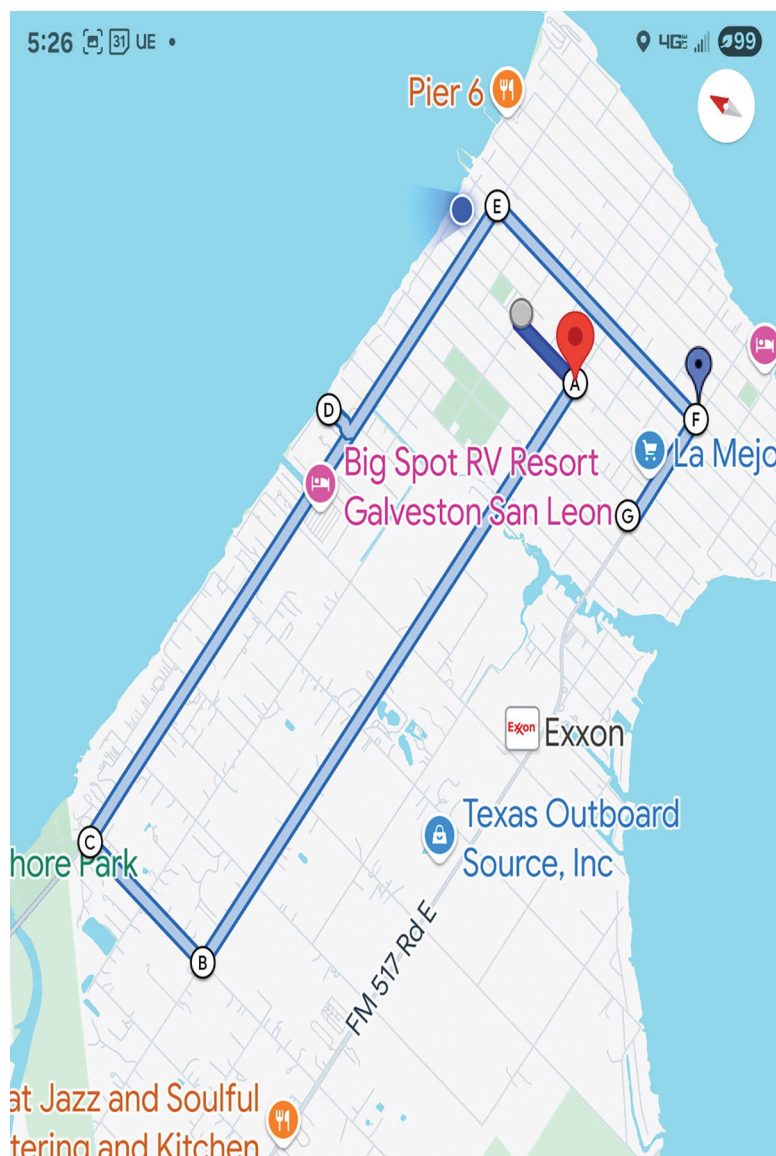 5:26 31 UE • 4G 99
Pier 6
E
D
A
F
La Mejo
Big Spot RV Resort
Galveston San Leon
G
Exxon
Exxon
Texas Outboard
Source, Inc
C
hore Park
B
FM 517 Rd E
at Jazz and Soulful
tering and Kitchen